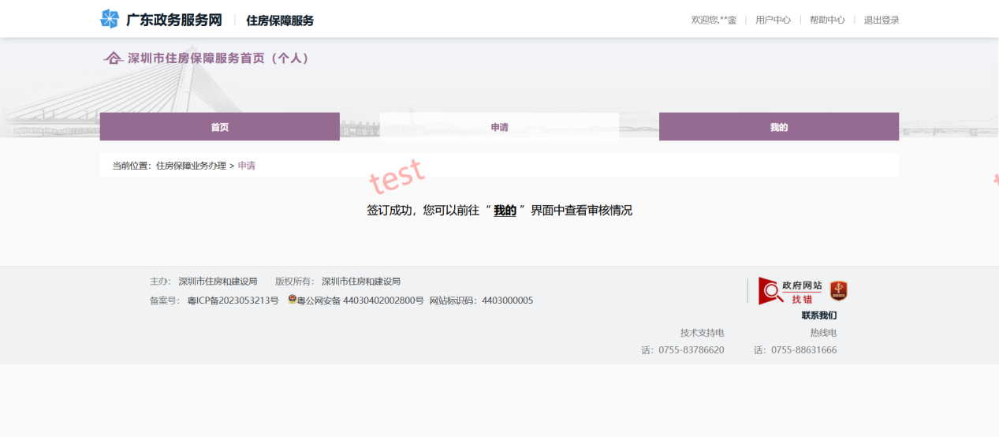 广东政务服务网 住房保障服务 欢迎您,**銮 用户中心 帮助中心 退出登录
深圳市住房保障服务首页（个人）
首页 申请 我的
当前位置：住房保障业务办理 > 申请
test
签订成功，您可以前往 “ 我的 ” 界面中查看审核情况
主办： 深圳市住房和建设局 版权所有： 深圳市住房和建设局
备案号： 粤ICP备2023053213号 粤公网安备 44030402002800号 网站标识码：4403000005
政府网站
找错
联系我们
技术支持电 热线电
话：0755-83786620 话：0755-88631666